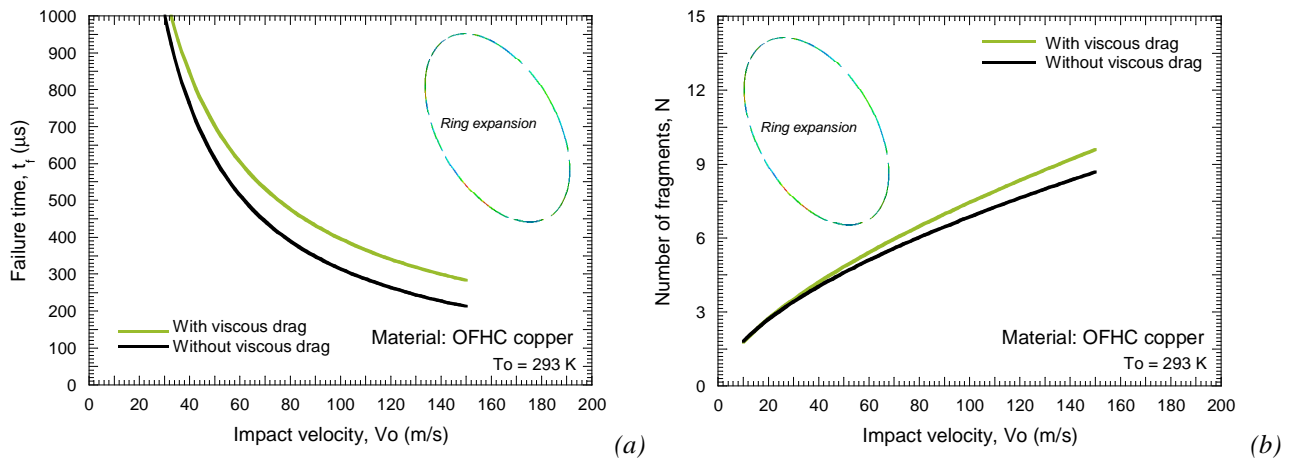 1000
900
800
700
600
500
400
300
200
100
0
Failure time, t_f (μs)
Ring expansion
With viscous drag
Without viscous drag
Material: OFHC copper
To = 293 K
0 20 40 60 80 100 120 140 160 180 200
Impact velocity, Vo (m/s)
(a)
15
12
9
6
3
0
Number of fragments, N
Ring expansion
With viscous drag
Without viscous drag
Material: OFHC copper
To = 293 K
0 20 40 60 80 100 120 140 160 180 200
Impact velocity, Vo (m/s)
(b)